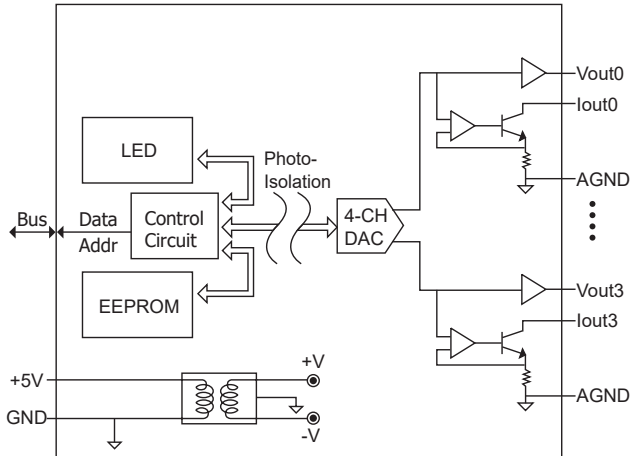 Vout0
Iout0
LED
Photo-
Isolation
AGND
Bus
Data
Addr
Control
Circuit
4-CH
DAC
EEPROM
Vout3
Iout3
+5V
+V
GND
-V
AGND